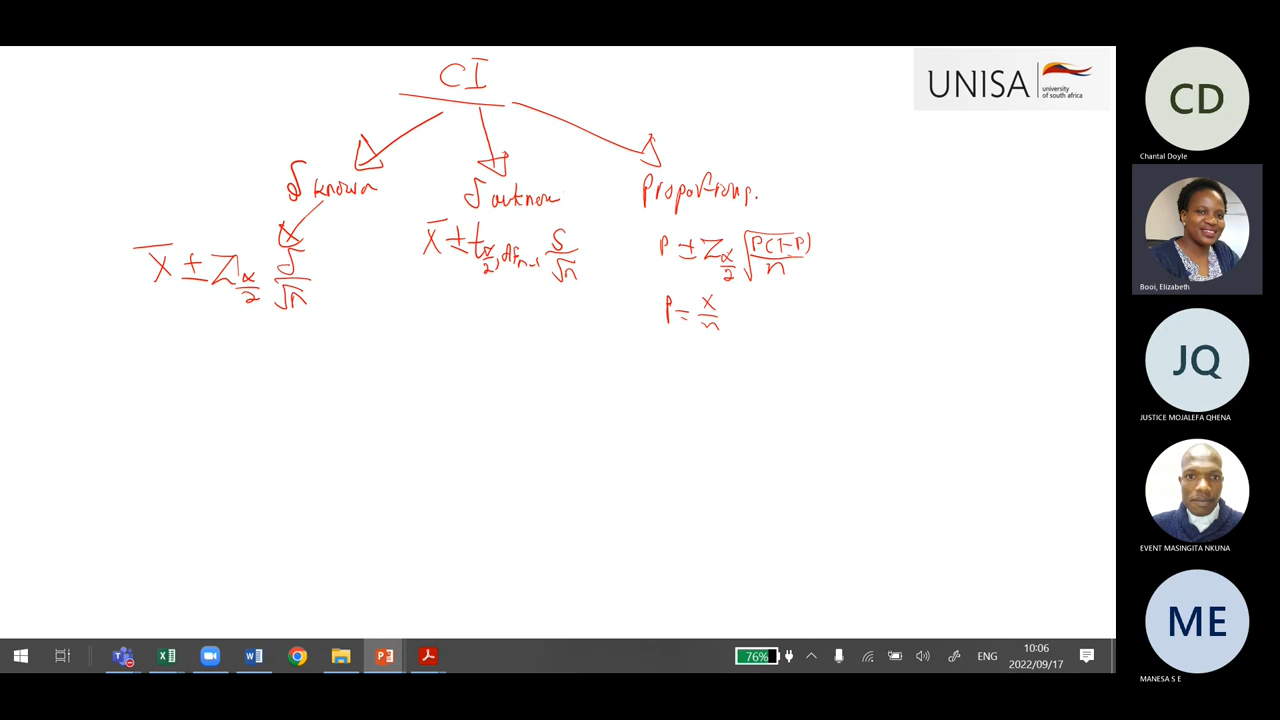 CI
UNISA
university
of south africa
δ known
δ unknown
Proportions.
X̄ ± Z α/2 δ/√n
X̄ ± t α/2, df n-1 S/√n
P ± Z α/2 √(P(1-P)/n)
P = x/n
CD
Chantal Doyle
Booi, Elizabeth
JQ
JUSTICE MOJALEFA QHENA
EVENT MASINGITA NKUNA
ME
MANESA S E
76%
ENG
10:06
2022/09/17